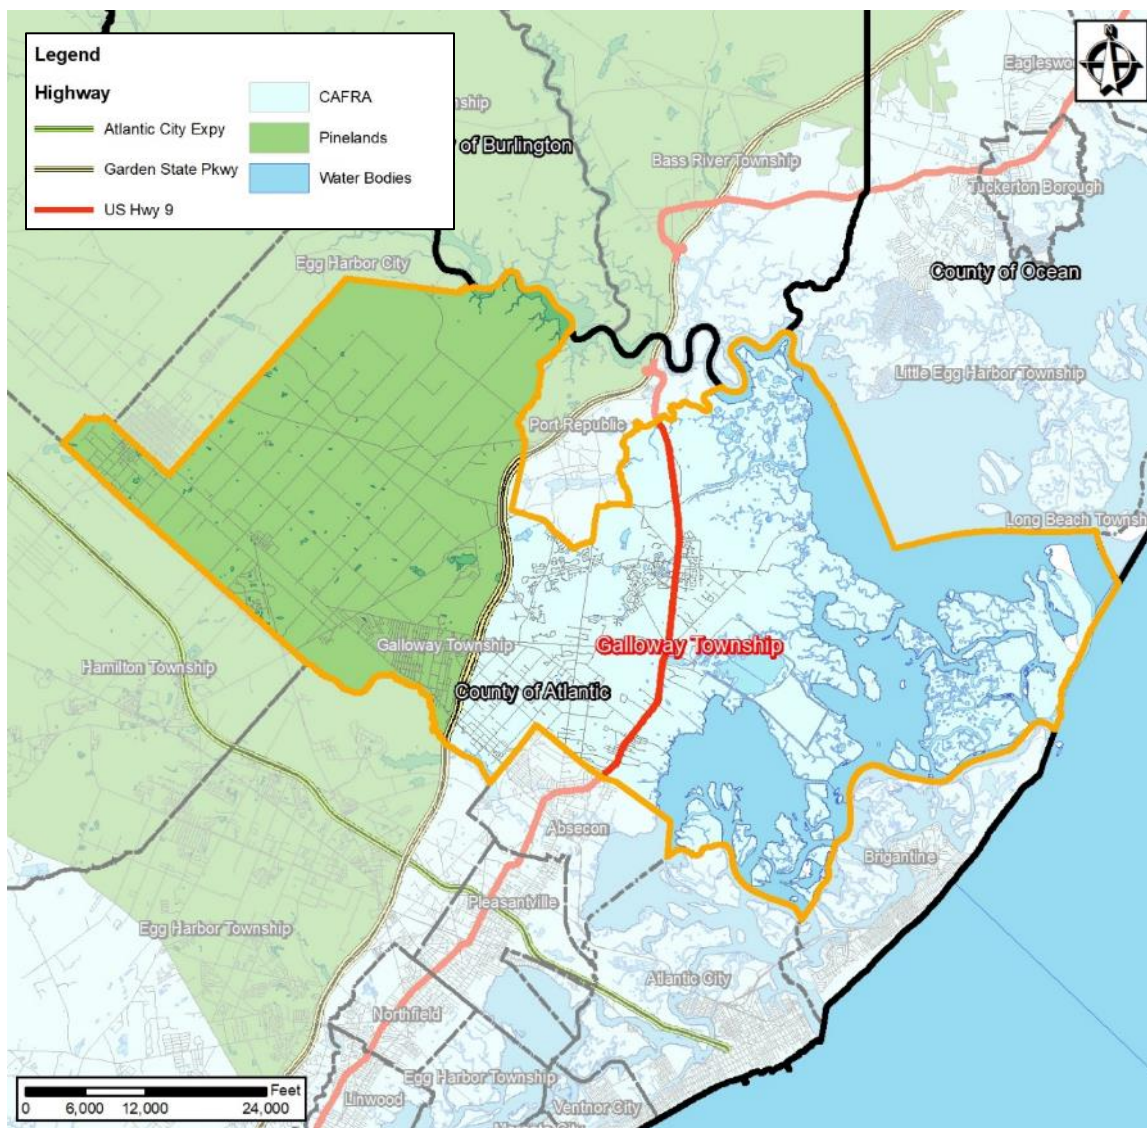 Legend
Highway
Atlantic City Expy
Garden State Pkwy
US Hwy 9
CAFRA
Pinelands
Water Bodies
N
Eagleswoo
nship
y of Burlington
Bass River Township
Tuckerton Borough
Egg Harbor City
County of Ocean
Little Egg Harbor Township
Port Republic
Long Beach Townsh
Galloway Township
Galloway Township
Hamilton Township
County of Atlantic
Absecon
Brigantine
Pleasantville
Egg Harbor Township
Atlantic City
Northfield
Egg Harbor Township
Linwood
Ventnor City
Feet
0 6,000 12,000 24,000